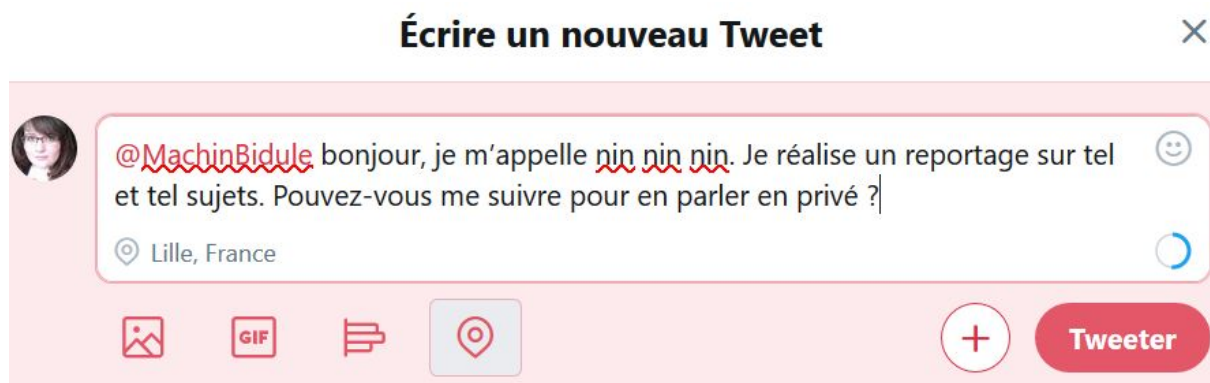 Écrire un nouveau Tweet
@MachinBidule bonjour, je m’appelle nin nin nin. Je réalise un reportage sur tel
et tel sujets. Pouvez-vous me suivre pour en parler en privé ?
Lille, France
GIF
Tweeter